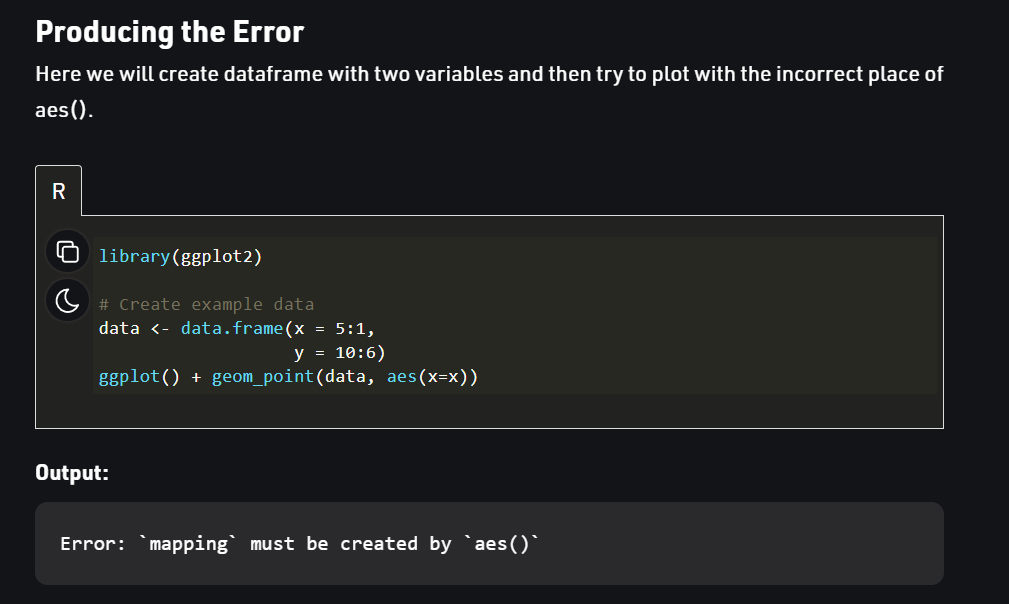 Producing the Error
Here we will create dataframe with two variables and then try to plot with the incorrect place of
aes().
R
library(ggplot2)
# Create example data
data <- data.frame(x = 5:1,
                   y = 10:6)
ggplot() + geom_point(data, aes(x=x))
Output:
Error: `mapping` must be created by `aes()`